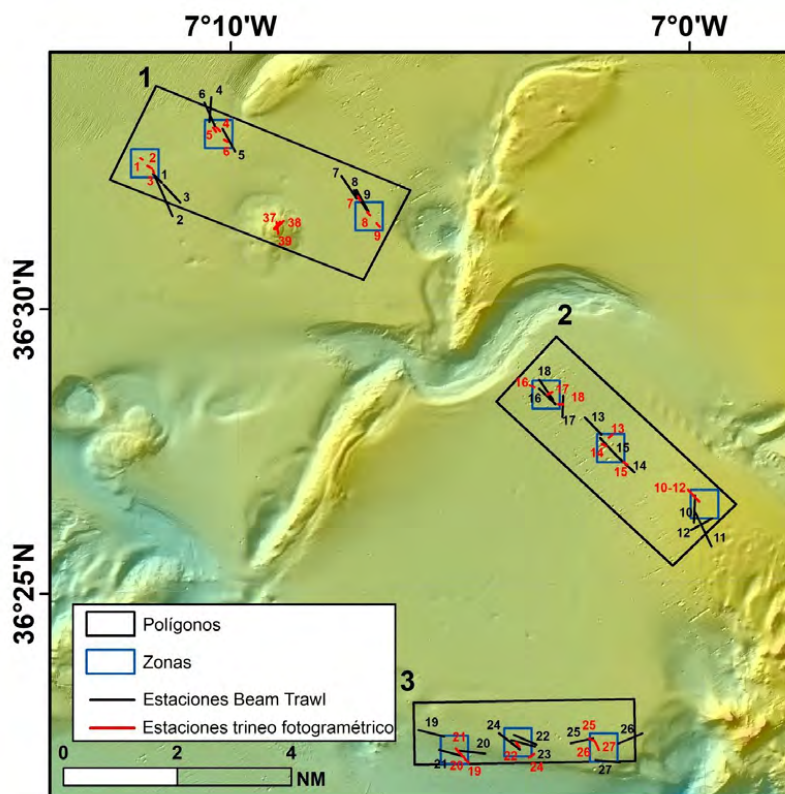 7°10'W 7°0'W
1
6 4
4
5
6 5
2
1 1
3 3
2
7 8
7 9
8
9
37 38
39
36°30'N
2
18
16 17
16 18
17
13
13
14 15
15 14
10-12
10
12 11
36°25'N
Polígonos
Zonas
Estaciones Beam Trawl
Estaciones trineo fotogramétrico
0 2 4
NM
3
19 24 25
21 22 25 26
20 23 26 27
21 22
20 19 24 27